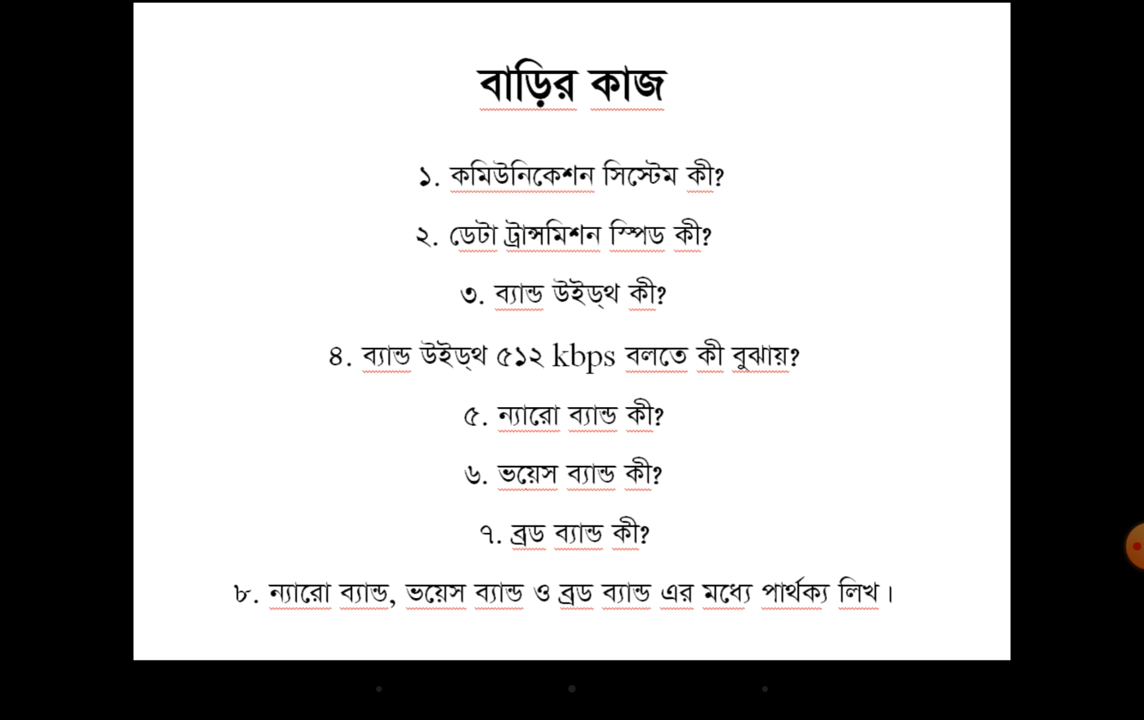 বাড়ির কাজ
১. কমিউনিকেশন সিস্টেম কী?
২. ডেটা ট্রান্সমিশন স্পিড কী?
৩. ব্যান্ড উইড্থ কী?
৪. ব্যান্ড উইড্থ ৫১২ kbps বলতে কী বুঝায়?
৫. ন্যারো ব্যান্ড কী?
৬. ভয়েস ব্যান্ড কী?
৭. ব্রড ব্যান্ড কী?
৮. ন্যারো ব্যান্ড, ভয়েস ব্যান্ড ও ব্রড ব্যান্ড এর মধ্যে পার্থক্য লিখ।